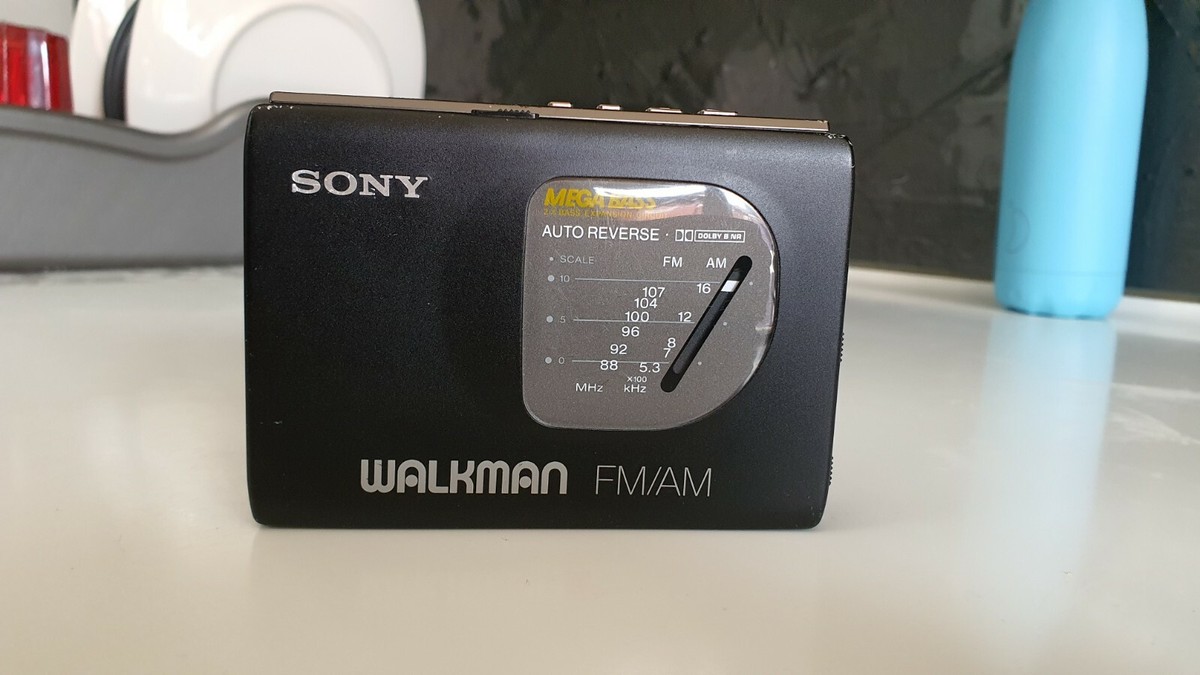 SONY
MEGA BASS
AUTO REVERSE · DOLBY B NR
• SCALE FM AM
10
16
107
104
5 100 12
96
8
92
7
0 88 5.3
×100
MHz kHz
WALKMAN FM/AM